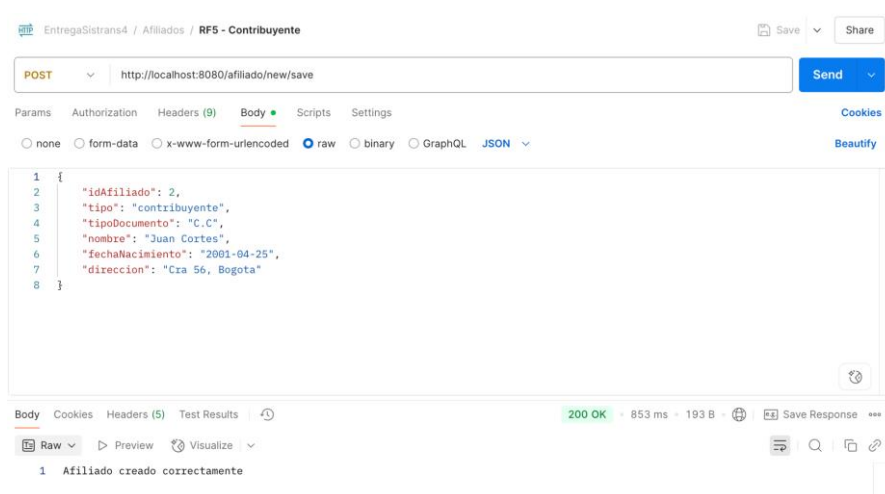 HTTP EntregaSistrans4 / Afiliados / RF5 - Contribuyente Save Share
POST http://localhost:8080/afiliado/new/save Send
Params Authorization Headers (9) Body Scripts Settings Cookies
none form-data x-www-form-urlencoded raw binary GraphQL JSON Beautify
1 {
2 "idAfiliado": 2,
3 "tipo": "contribuyente",
4 "tipoDocumento": "C.C",
5 "nombre": "Juan Cortes",
6 "fechaNacimiento": "2001-04-25",
7 "direccion": "Cra 56, Bogota"
8 }
Body Cookies Headers (5) Test Results 200 OK 853 ms 193 B Save Response
Raw Preview Visualize
1 Afiliado creado correctamente